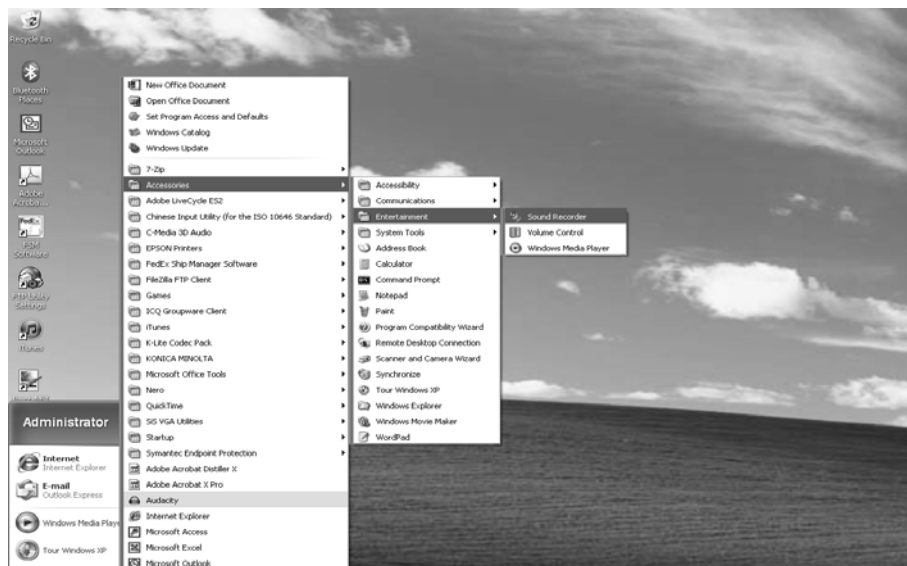 Recycle Bin
Bluetooth
Places
Microsoft
Outlook
Adobe
Acroba...
FedEx
FSM
Software
FTP Utility
Settings
iTunes
New Office Document
Open Office Document
Set Program Access and Defaults
Windows Catalog
Windows Update
7-Zip
Accessories
Adobe LiveCycle ES2
Chinese Input Utility (for the ISO 10646 Standard)
C-Media 3D Audio
EPSON Printers
FedEx Ship Manager Software
FileZilla FTP Client
Games
ICQ Groupware Client
iTunes
K-Lite Codec Pack
KONICA MINOLTA
Microsoft Office Tools
Nero
QuickTime
SiS VGA Utilities
Startup
Symantec Endpoint Protection
Adobe Acrobat Distiller X
Adobe Acrobat X Pro
Audacity
Internet Explorer
Microsoft Access
Microsoft Excel
Microsoft Outlook
Accessibility
Communications
Entertainment
System Tools
Address Book
Calculator
Command Prompt
Notepad
Paint
Program Compatibility Wizard
Remote Desktop Connection
Scanner and Camera Wizard
Synchronize
Tour Windows XP
Windows Explorer
Windows Movie Maker
WordPad
Sound Recorder
Volume Control
Windows Media Player
Administrator
Internet
Internet Explorer
E-mail
Outlook Express
Windows Media Playe
Tour Windows XP